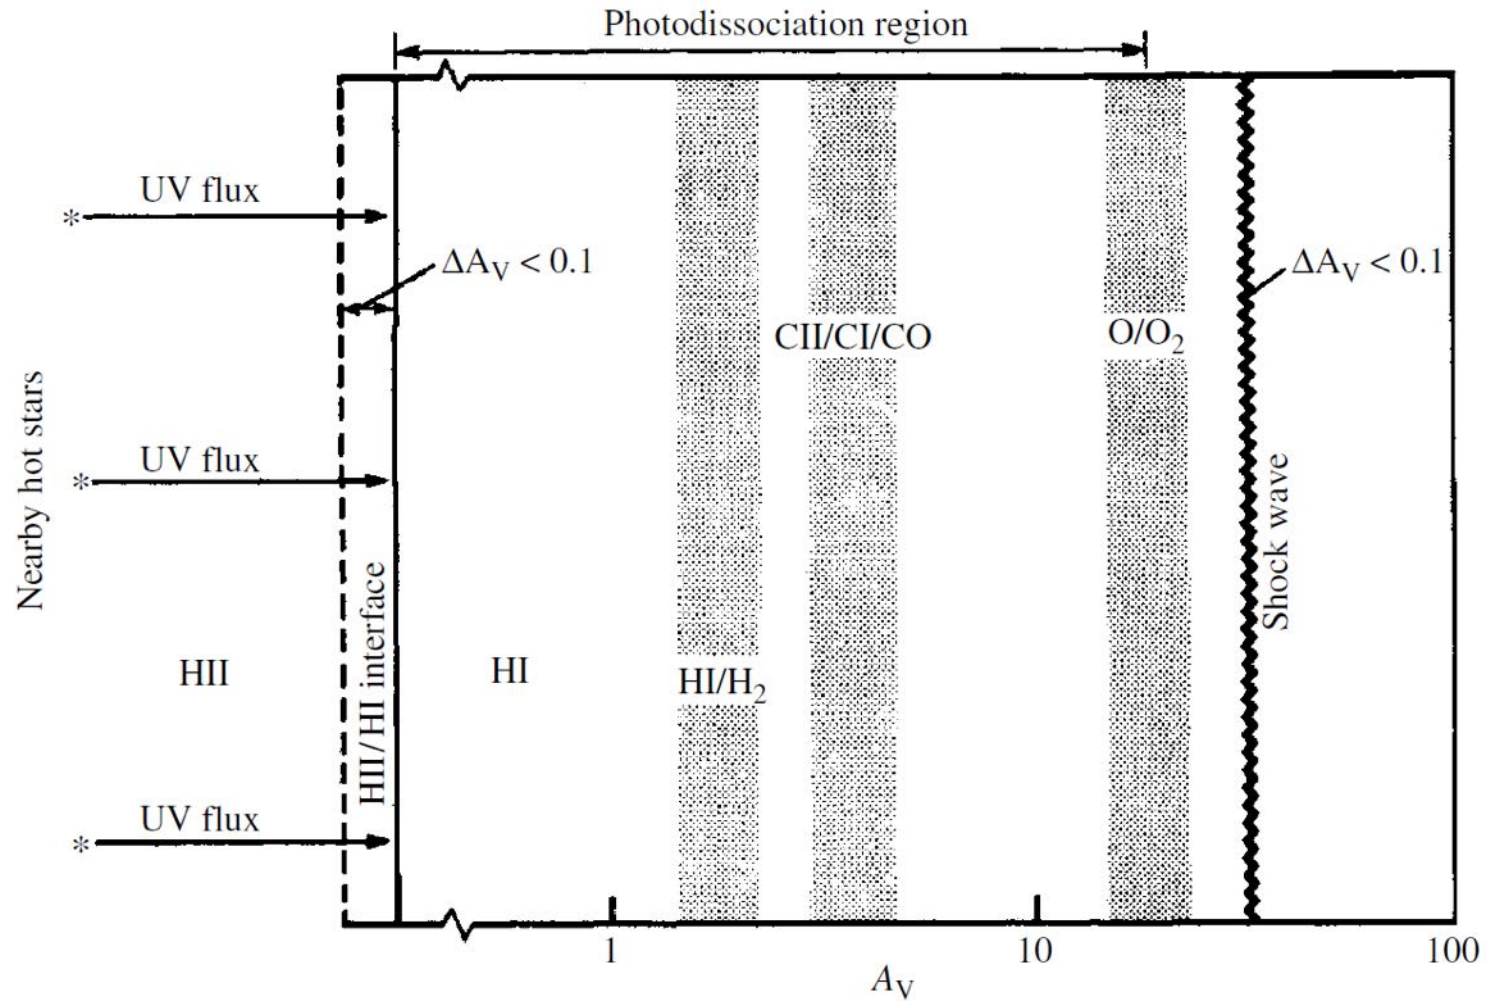 Photodissociation region
UV flux
*
ΔA_V < 0.1
ΔA_V < 0.1
CII/CI/CO
O/O₂
Nearby hot stars
UV flux
*
Shock wave
HII
HII/HI interface
HI
HI/H₂
UV flux
*
1
10
100
A_V